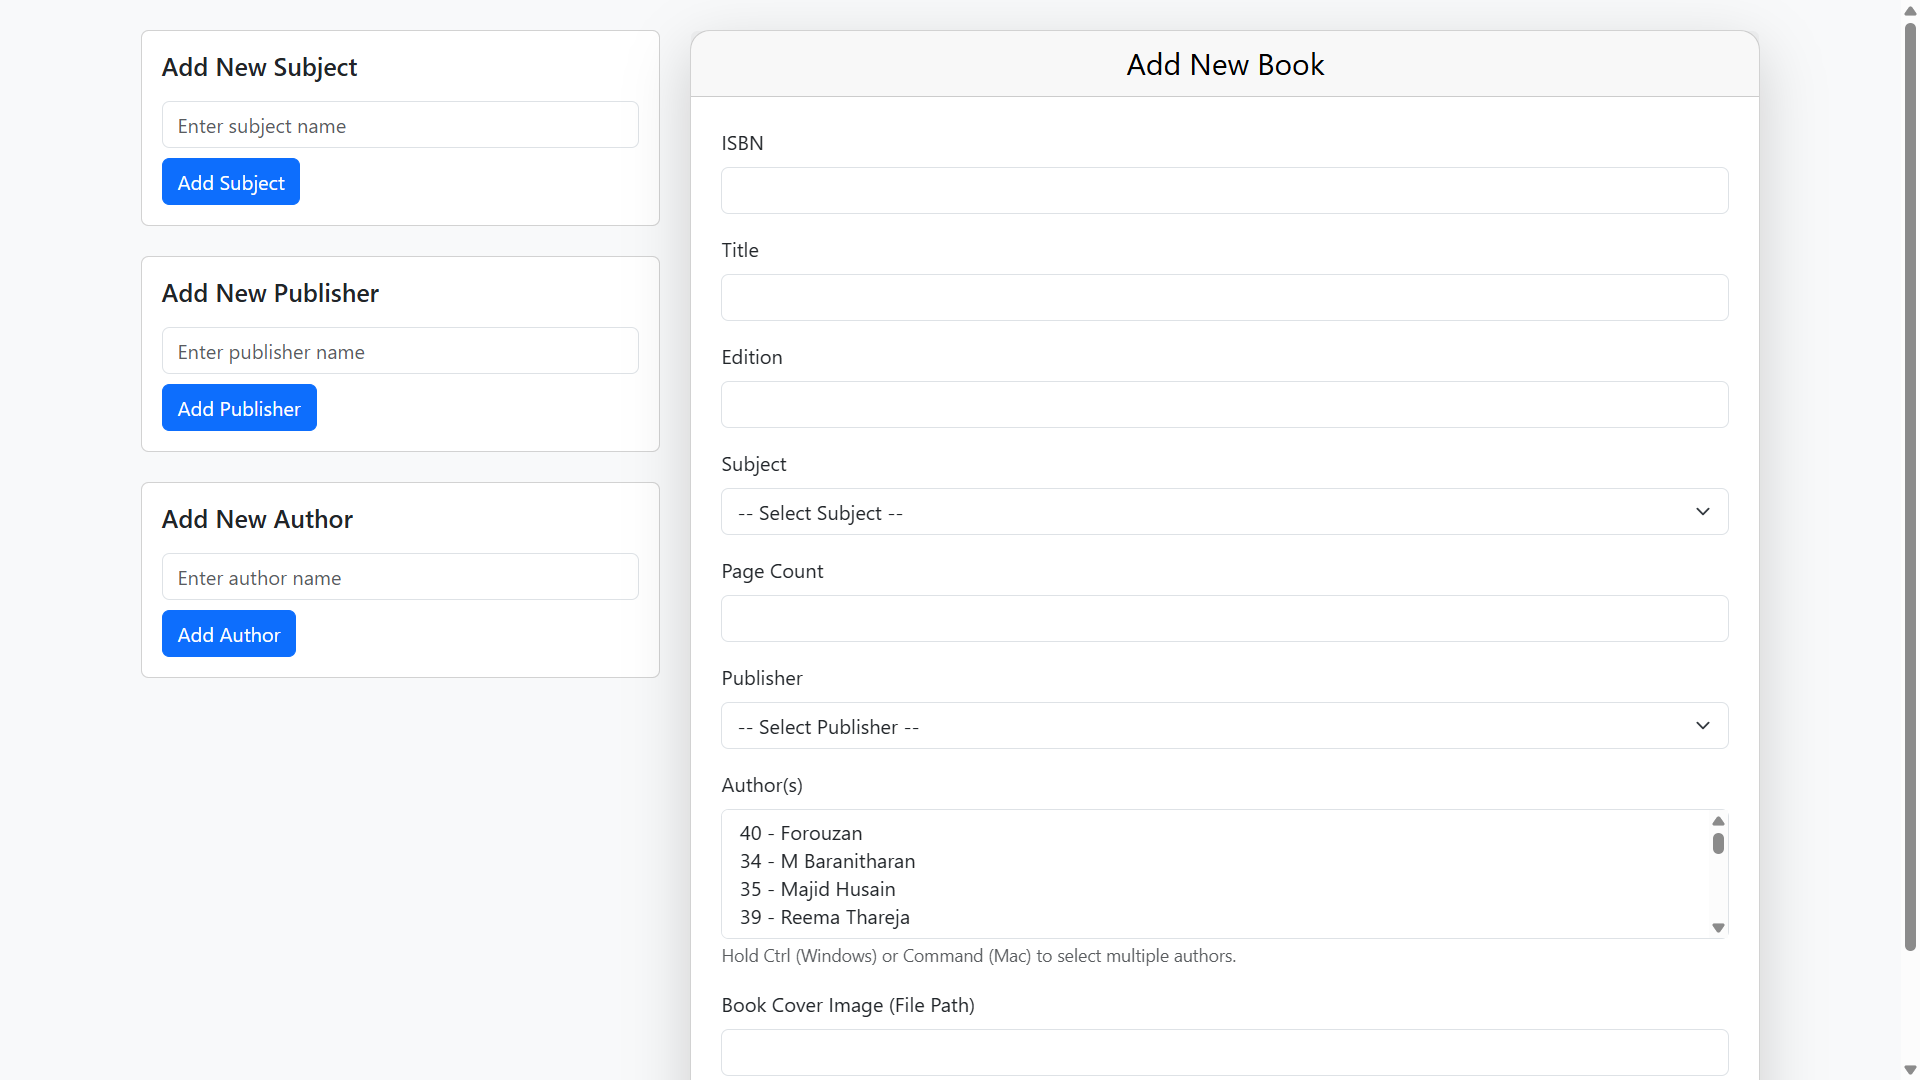 Add New Subject
Enter subject name
Add Subject
Add New Publisher
Enter publisher name
Add Publisher
Add New Author
Enter author name
Add Author
Add New Book
ISBN
Title
Edition
Subject
-- Select Subject --
Page Count
Publisher
-- Select Publisher --
Author(s)
40 - Forouzan
34 - M Baranitharan
35 - Majid Husain
39 - Reema Thareja
Hold Ctrl (Windows) or Command (Mac) to select multiple authors.
Book Cover Image (File Path)